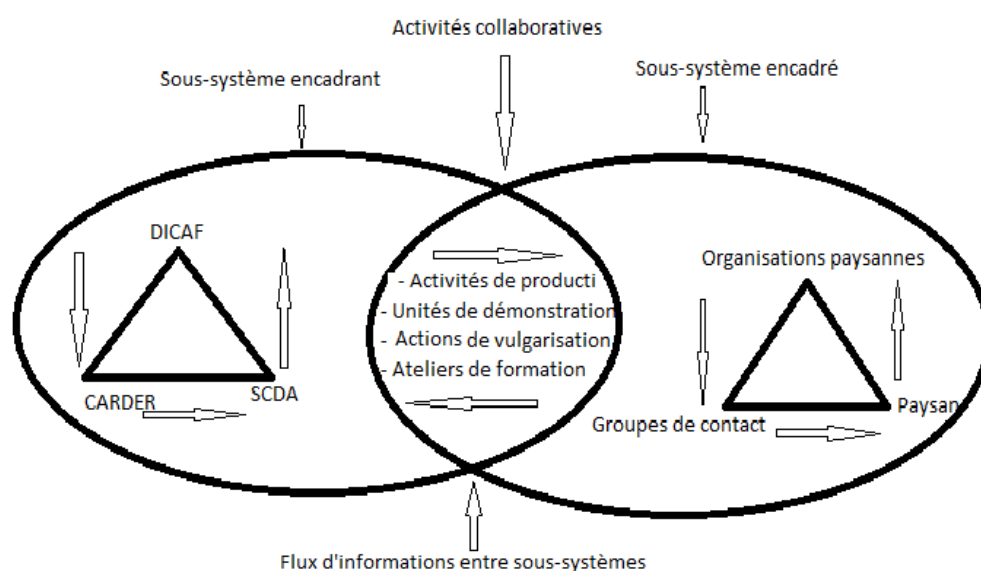 Activités collaboratives
Sous-système encadrant
Sous-système encadré
DICAF
CARDER
SCDA
- Activités de producti
- Unités de démonstration
- Actions de vulgarisation
- Ateliers de formation
Organisations paysannes
Groupes de contact
Paysan
Flux d'informations entre sous-systèmes